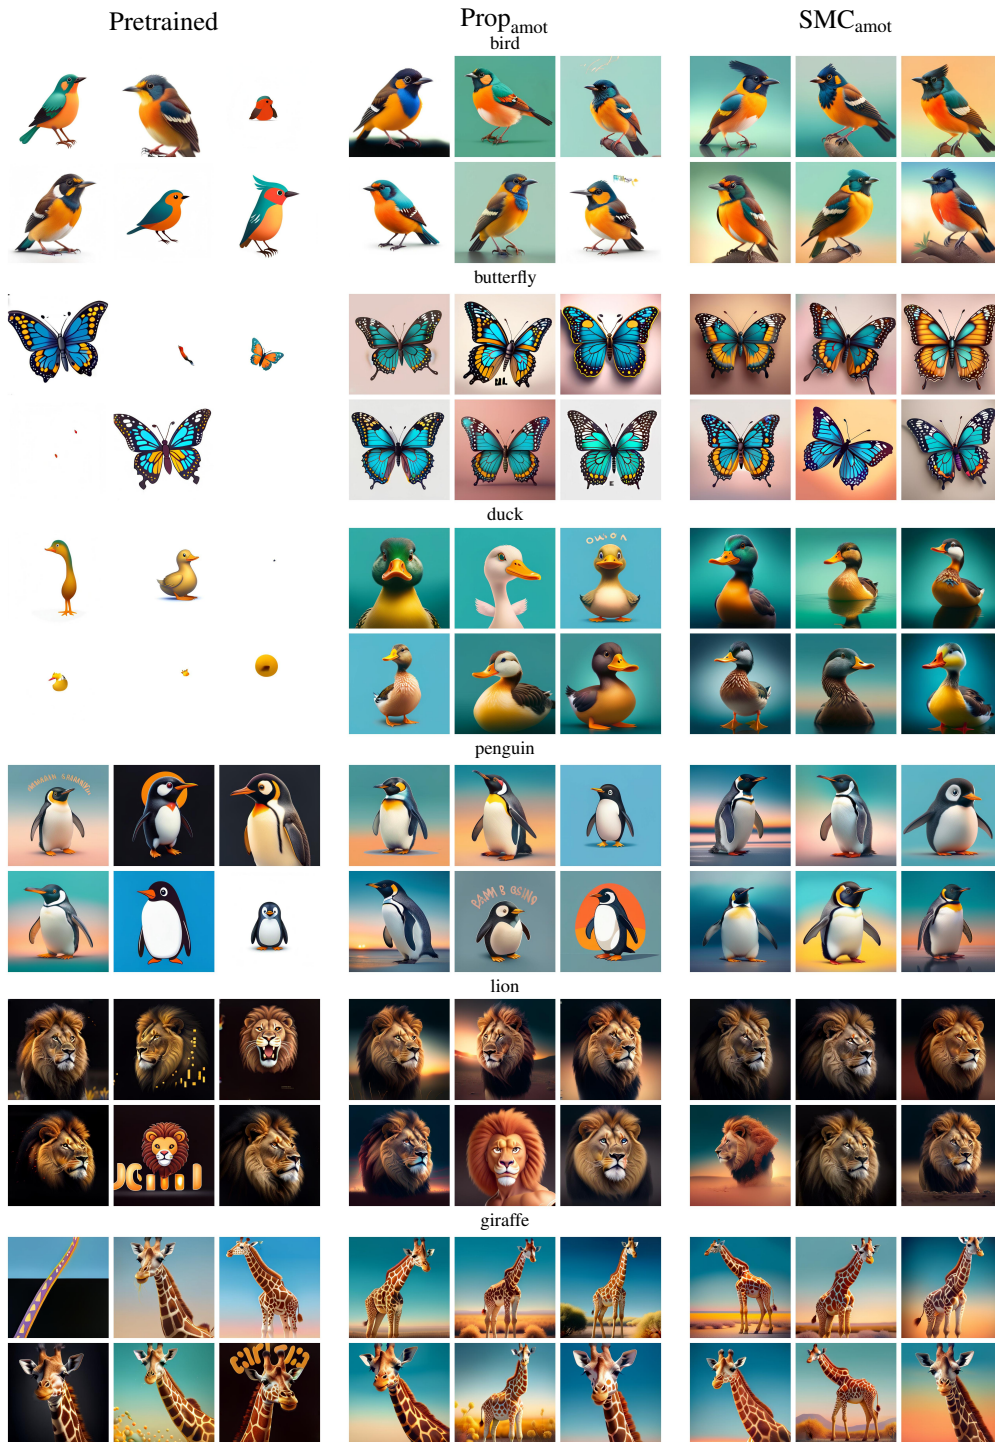 Pretrained Prop_amot SMC_amot
bird
butterfly
duck
penguin
lion
giraffe